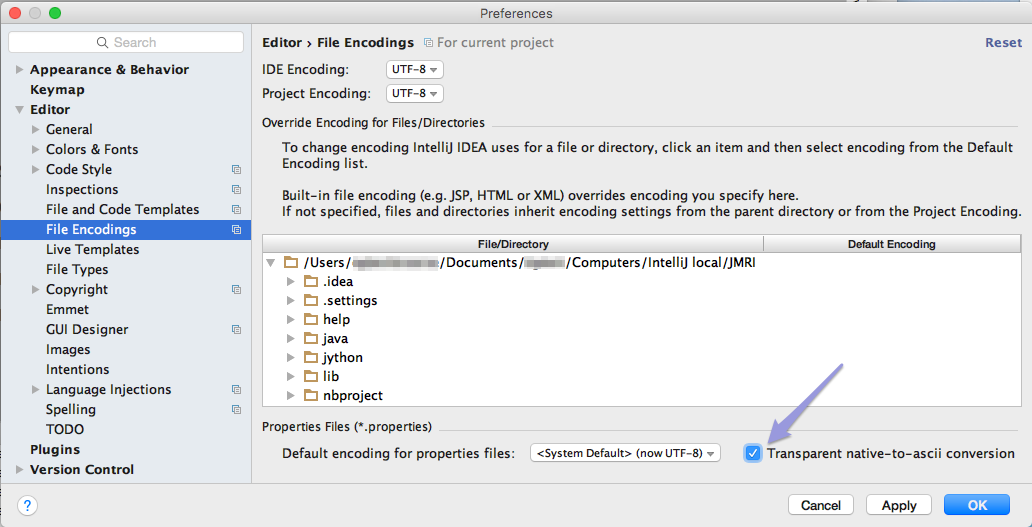 Preferences
Search
Appearance & Behavior
Keymap
Editor
General
Colors & Fonts
Code Style
Inspections
File and Code Templates
File Encodings
Live Templates
File Types
Copyright
Emmet
GUI Designer
Images
Intentions
Language Injections
Spelling
TODO
Plugins
Version Control
Editor › File Encodings For current project Reset
IDE Encoding: UTF-8
Project Encoding: UTF-8
Override Encoding for Files/Directories
To change encoding IntelliJ IDEA uses for a file or directory, click an item and then select encoding from the Default
Encoding list.
Built-in file encoding (e.g. JSP, HTML or XML) overrides encoding you specify here.
If not specified, files and directories inherit encoding settings from the parent directory or from the Project Encoding.
File/Directory Default Encoding
/Users/ /Documents/ /Computers/IntelliJ local/JMRI
.idea
.settings
help
java
jython
lib
nbproject
Properties Files (*.properties)
Default encoding for properties files: <System Default> (now UTF-8) Transparent native-to-ascii conversion
? Cancel Apply OK